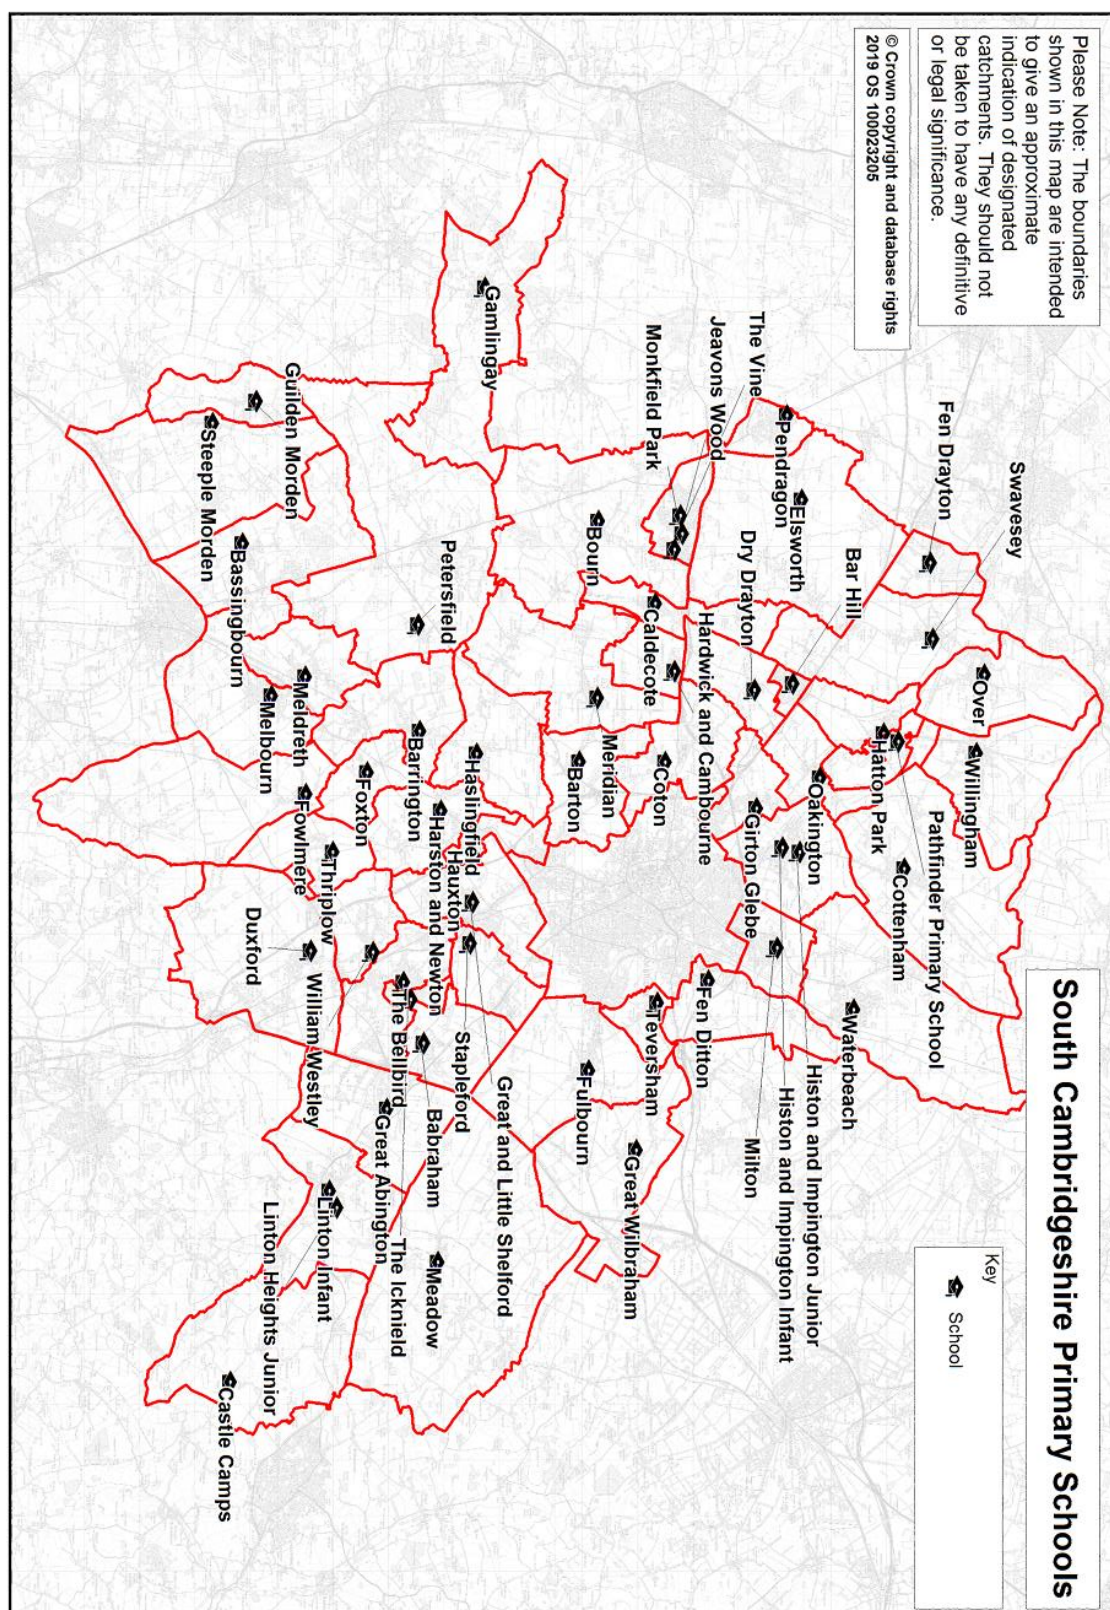 South Cambridgeshire Primary Schools
Please Note: The boundaries
shown in this map are intended
to give an approximate
indication of designated
catchments. They should not
be taken to have any definitive
or legal significance.
© Crown copyright and database rights
2019 OS 100023205
Key
School
Swavesey
Fen Drayton
Over
Willingham
Pathfinder Primary School
Hatton Park
Cottenham
Bar Hill
Waterbeach
Oakington
Histon and Impington Junior
Histon and Impington Infant
Elsworth
Pendragon
Dry Drayton
Girton Glebe
Milton
The Vine
Jeavons Wood
Monkfield Park
Hardwick and Cambourne
Fen Ditton
Caldecote
Coton
Teversham
Great Wilbraham
Bourn
Meridian
Barton
Fulbourn
Gamlingay
Haslingfield
Great and Little Shelford
Hauxton
Harston and Newton
Stapleford
Petersfield
Barrington
Babraham
Meadow
The Bellbird
The Icknield
Great Abington
Foxton
Guilden Morden
Meldreth
Fowlmere
Thriplow
William Westley
Linton Infant
Melbourn
Duxford
Linton Heights Junior
Bassingbourn
Steeple Morden
Castle Camps